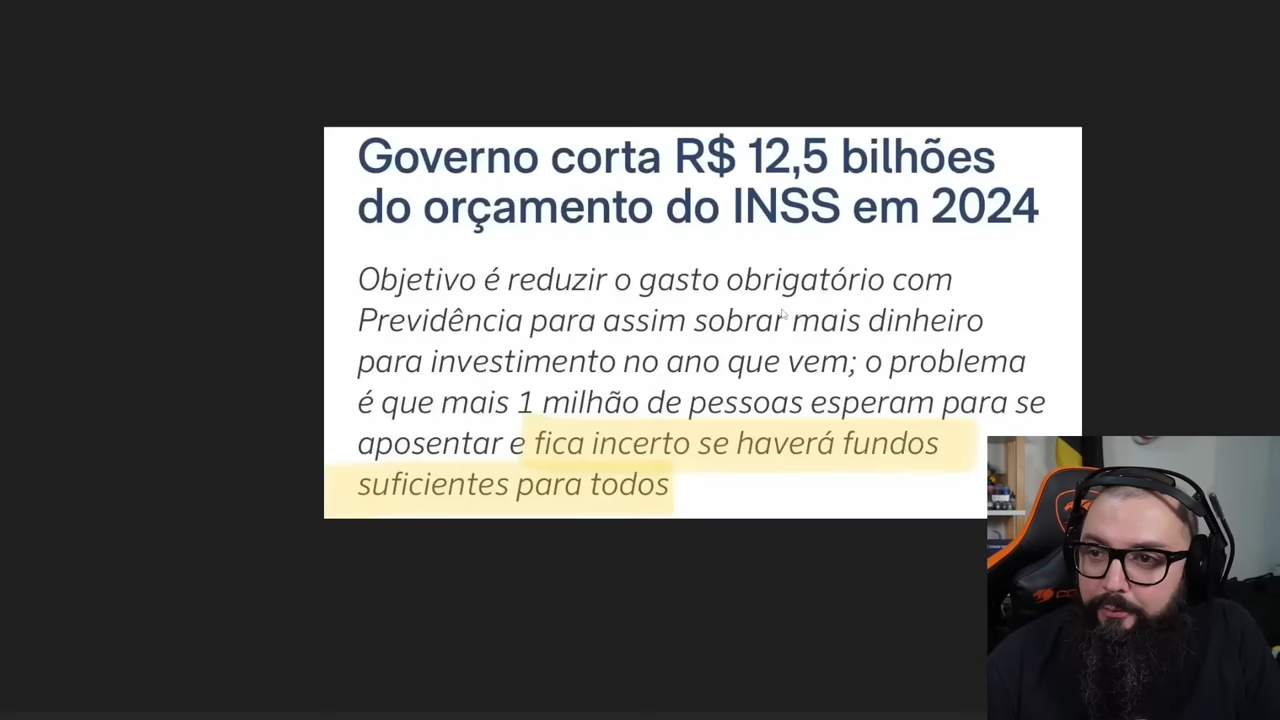 Governo corta R$ 12,5 bilhões
do orçamento do INSS em 2024
Objetivo é reduzir o gasto obrigatório com
Previdência para assim sobrar mais dinheiro
para investimento no ano que vem; o problema
é que mais 1 milhão de pessoas esperam para se
aposentar e fica incerto se haverá fundos
suficientes para todos